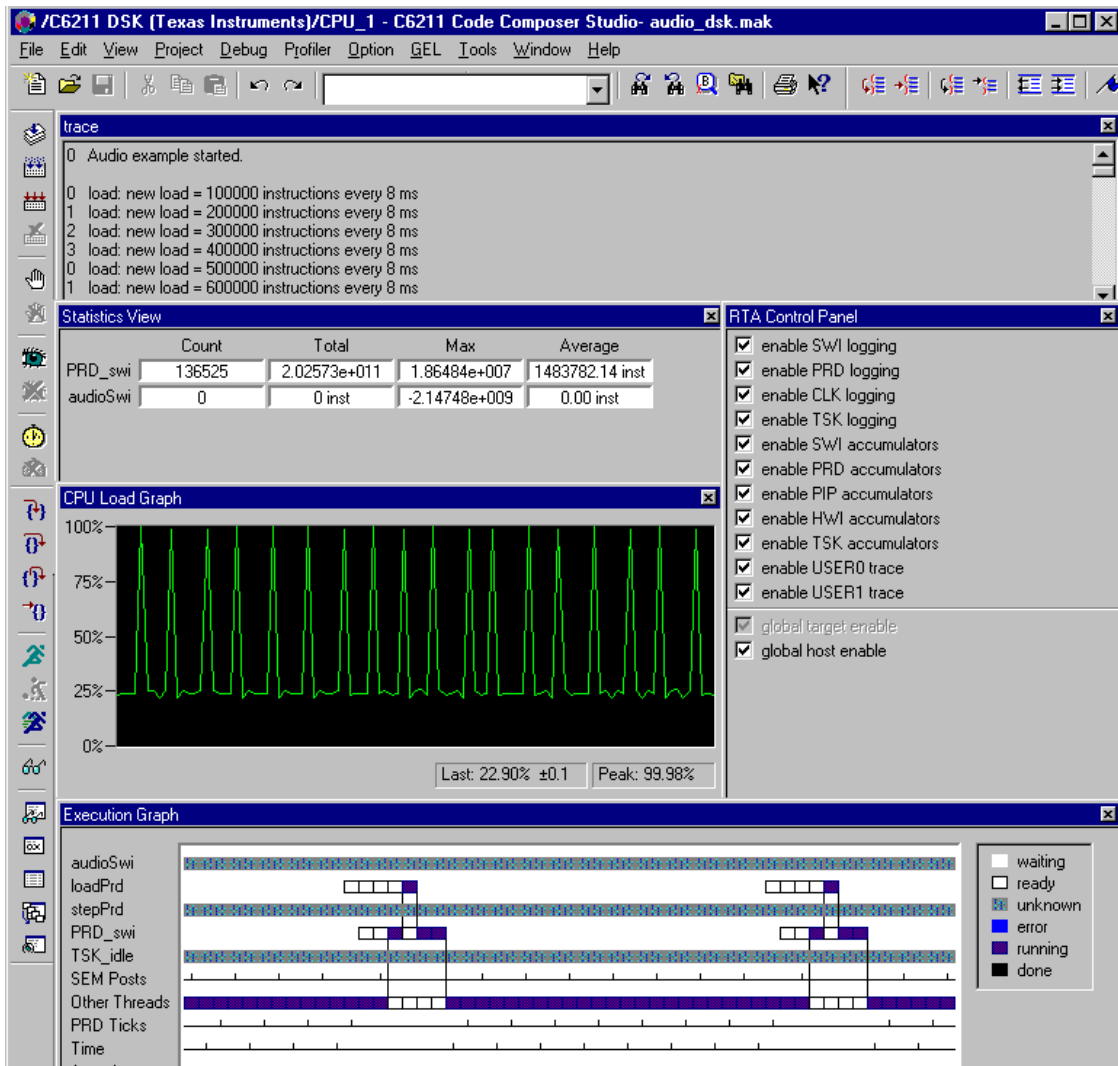 /C6211 DSK (Texas Instruments)/CPU_1 - C6211 Code Composer Studio- audio_dsk.mak
File Edit View Project Debug Profiler Option GEL Tools Window Help
trace
0 Audio example started.
0 load: new load = 100000 instructions every 8 ms
1 load: new load = 200000 instructions every 8 ms
2 load: new load = 300000 instructions every 8 ms
3 load: new load = 400000 instructions every 8 ms
0 load: new load = 500000 instructions every 8 ms
1 load: new load = 600000 instructions every 8 ms
Statistics View
Count Total Max Average
PRD_swi 136525 2.02573e+011 1.86484e+007 1483782.14 inst
audioSwi 0 0 inst -2.14748e+009 0.00 inst
RTA Control Panel
enable SWI logging
enable PRD logging
enable CLK logging
enable TSK logging
enable SWI accumulators
enable PRD accumulators
enable PIP accumulators
enable HWI accumulators
enable TSK accumulators
enable USER0 trace
enable USER1 trace
global target enable
global host enable
CPU Load Graph
100%
75%
50%
25%
0%
Last: 22.90% ±0.1 Peak: 99.98%
Execution Graph
audioSwi
loadPrd
stepPrd
PRD_swi
TSK_idle
SEM Posts
Other Threads
PRD Ticks
Time
waiting
ready
unknown
error
running
done